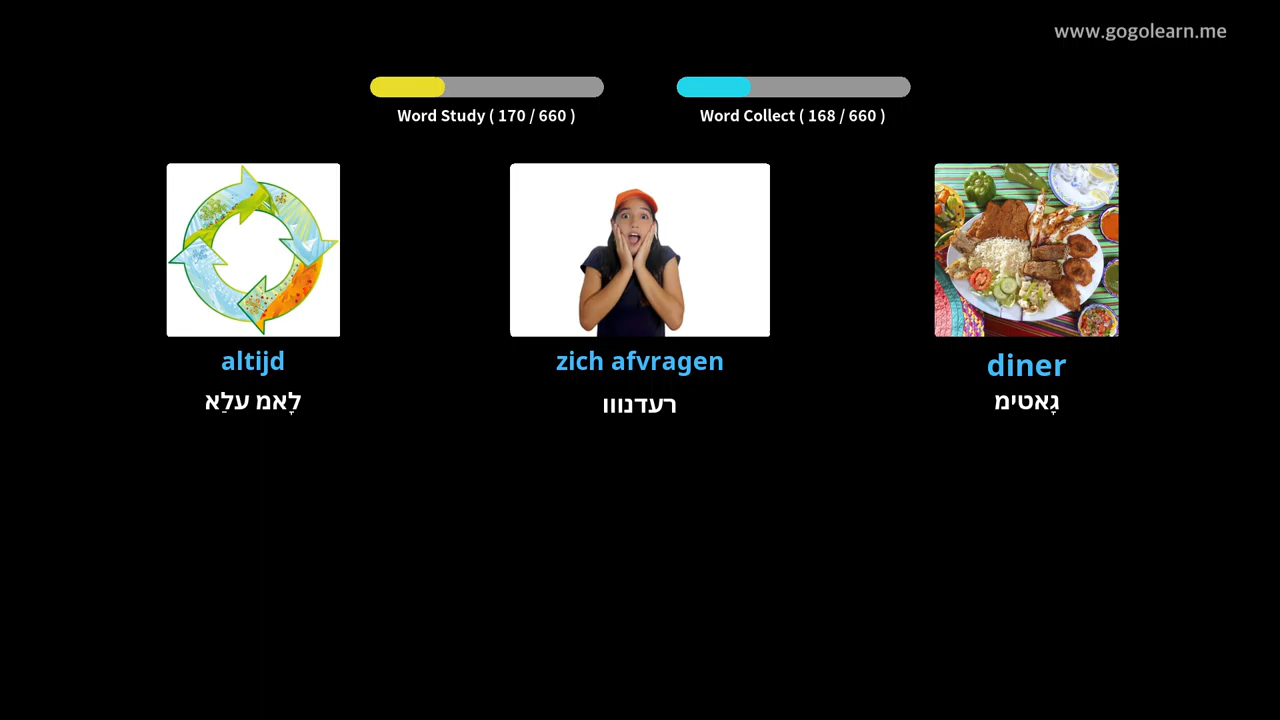 www.gogolearn.me
Word Study ( 170 / 660 )
Word Collect ( 168 / 660 )
altijd
zich afvragen
diner
לָאמ עלַא
רעדנווו
גָאטימ